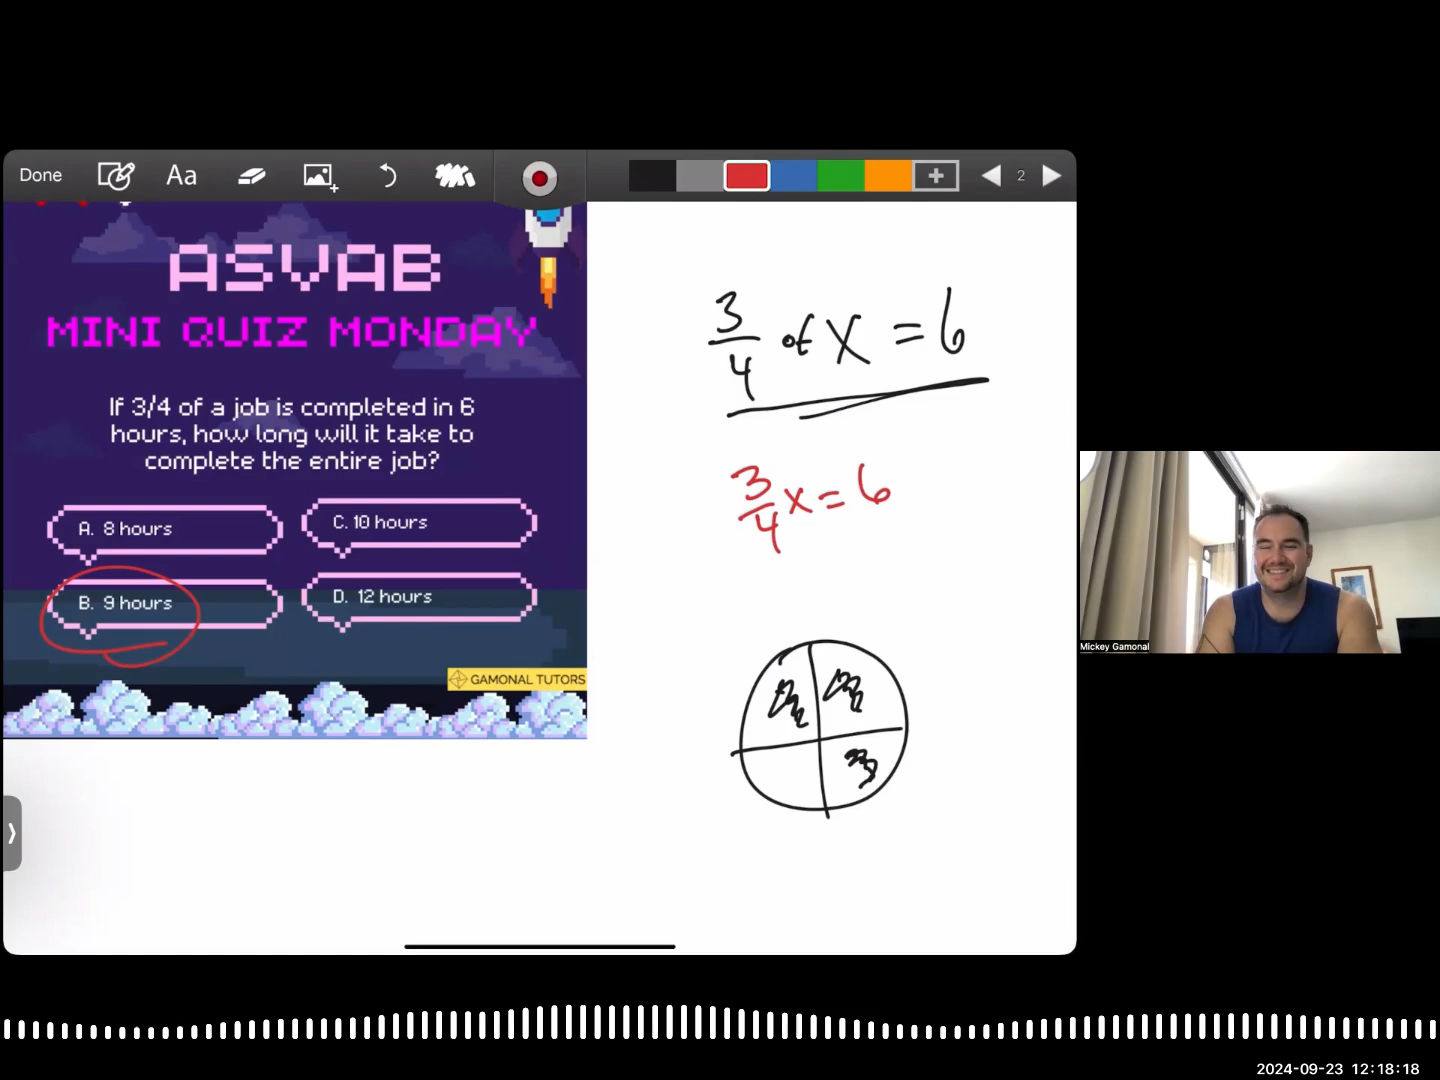 Done
Aa
2
ASVAB
MINI QUIZ MONDAY
If 3/4 of a job is completed in 6
hours, how long will it take to
complete the entire job?
A. 8 hours
C. 10 hours
B. 9 hours
D. 12 hours
GAMONAL TUTORS
3/4 of X = 6
3/4 x = 6
Mickey Gamonal
2024-09-23 12:18:18